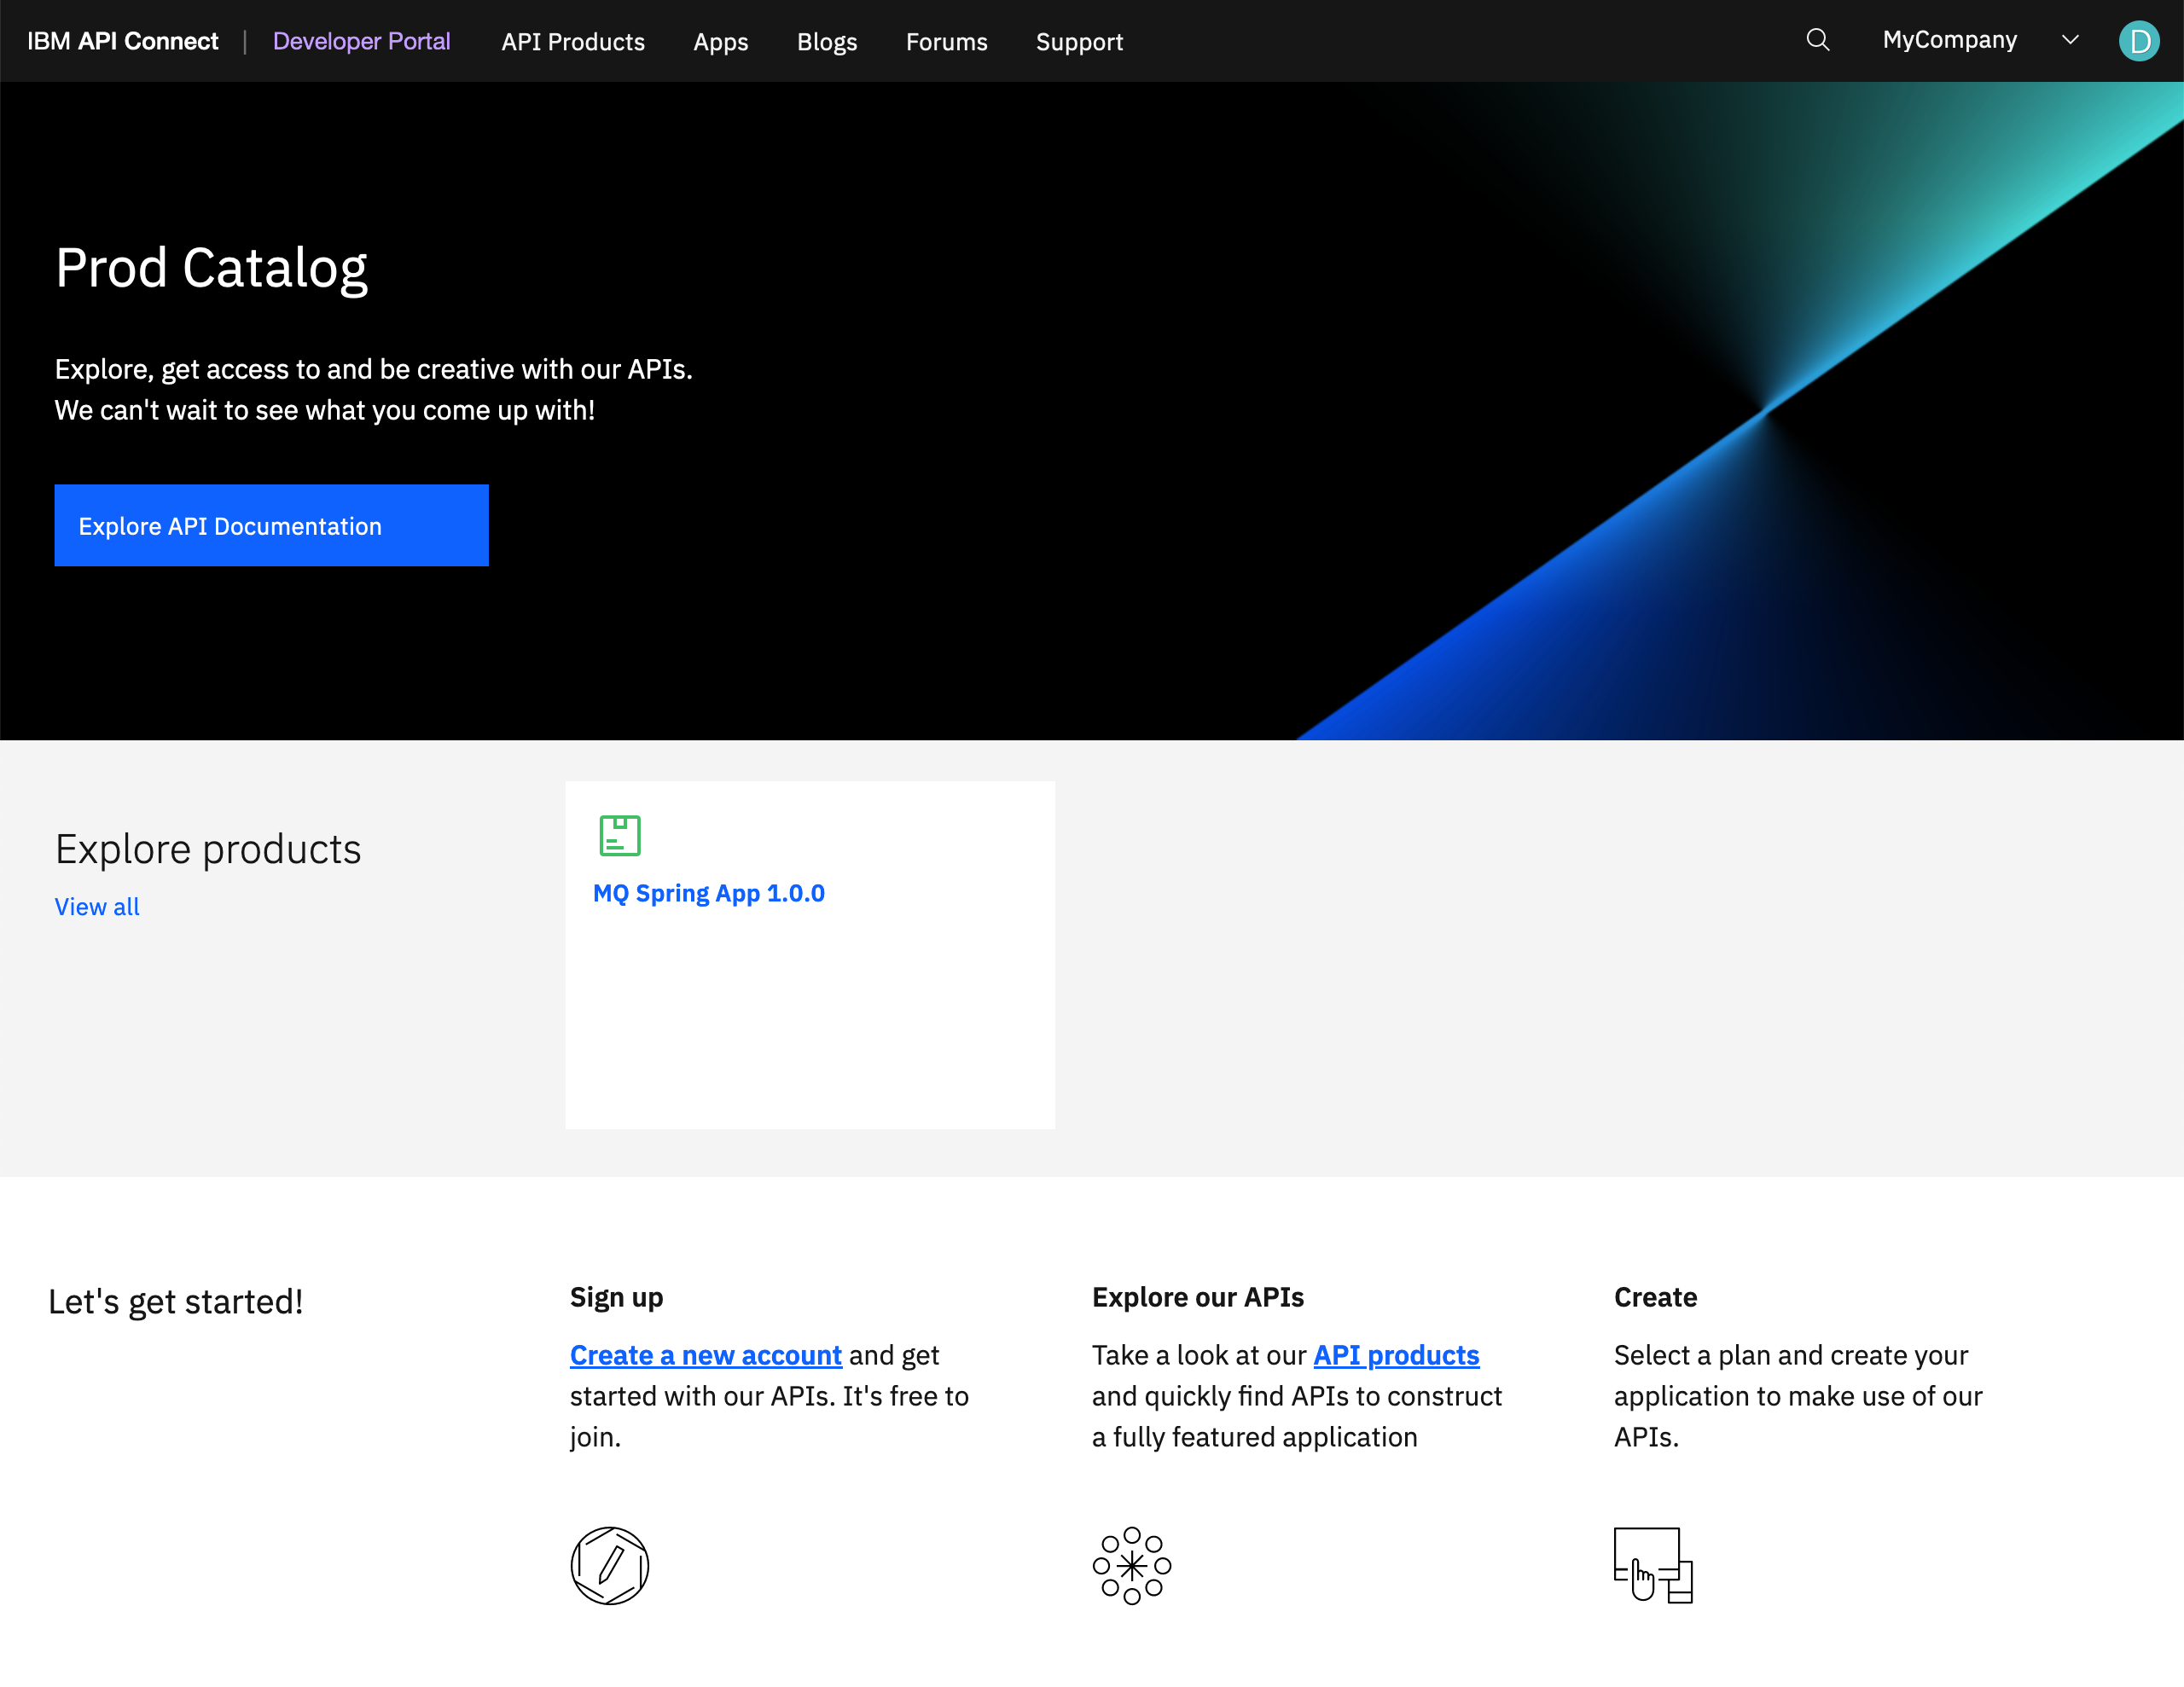 IBM API Connect | Developer Portal API Products Apps Blogs Forums Support MyCompany D
Prod Catalog
Explore, get access to and be creative with our APIs.
We can't wait to see what you come up with!
Explore API Documentation
Explore products
View all
MQ Spring App 1.0.0
Let's get started!
Sign up
Create a new account and get
started with our APIs. It's free to
join.
Explore our APIs
Take a look at our API products
and quickly find APIs to construct
a fully featured application
Create
Select a plan and create your
application to make use of our
APIs.